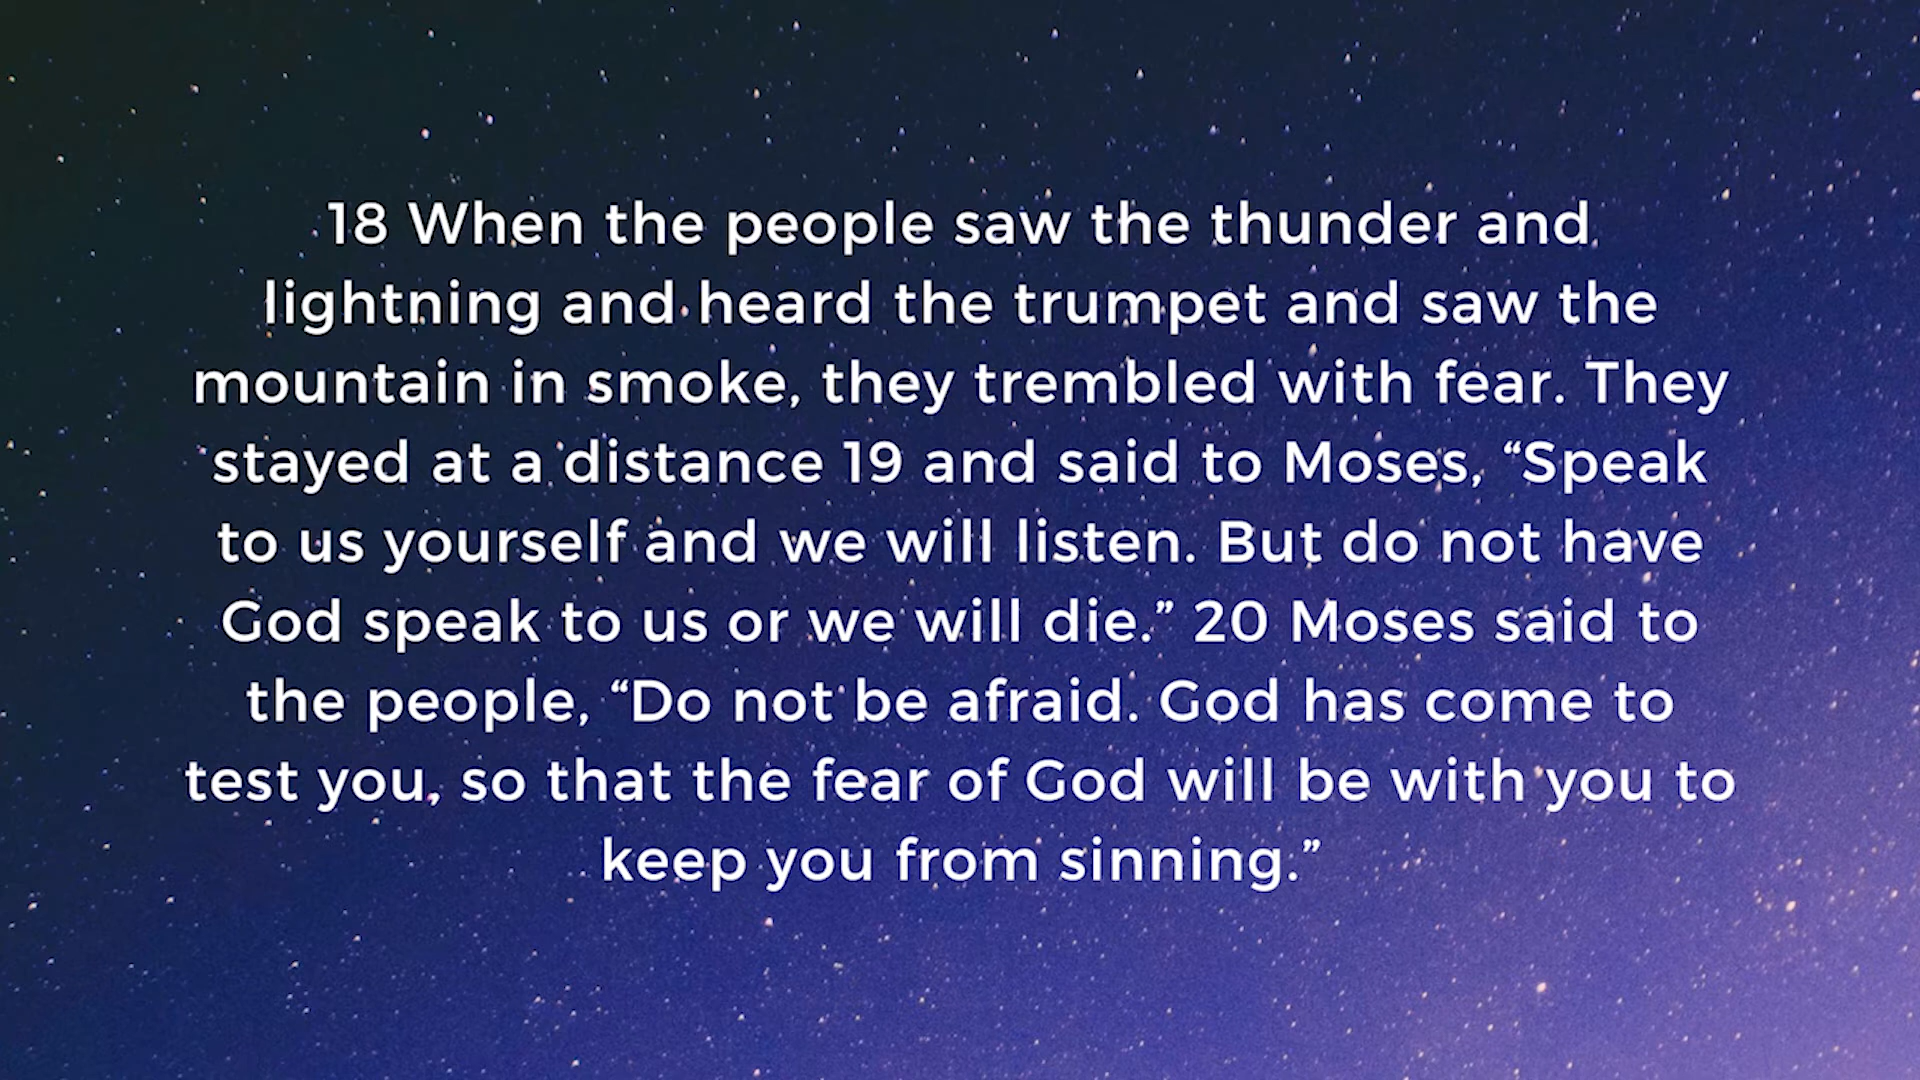 18 When the people saw the thunder and
lightning and heard the trumpet and saw the
mountain in smoke, they trembled with fear. They
stayed at a distance 19 and said to Moses, “Speak
to us yourself and we will listen. But do not have
God speak to us or we will die.” 20 Moses said to
the people, “Do not be afraid. God has come to
test you, so that the fear of God will be with you to
keep you from sinning.”